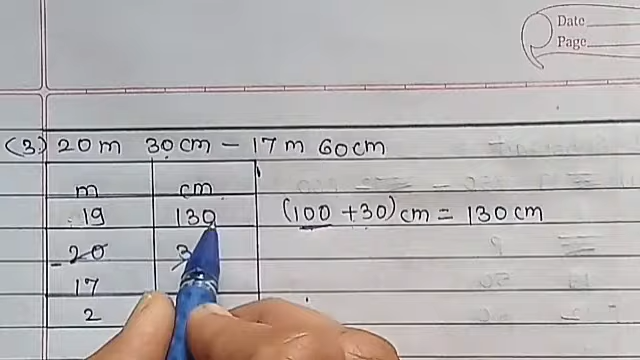 Date
Page
(3) 20 m 30 cm - 17 m 60 cm
m cm
19 130 (100 + 30) cm = 130 cm
- 20 3
17
2